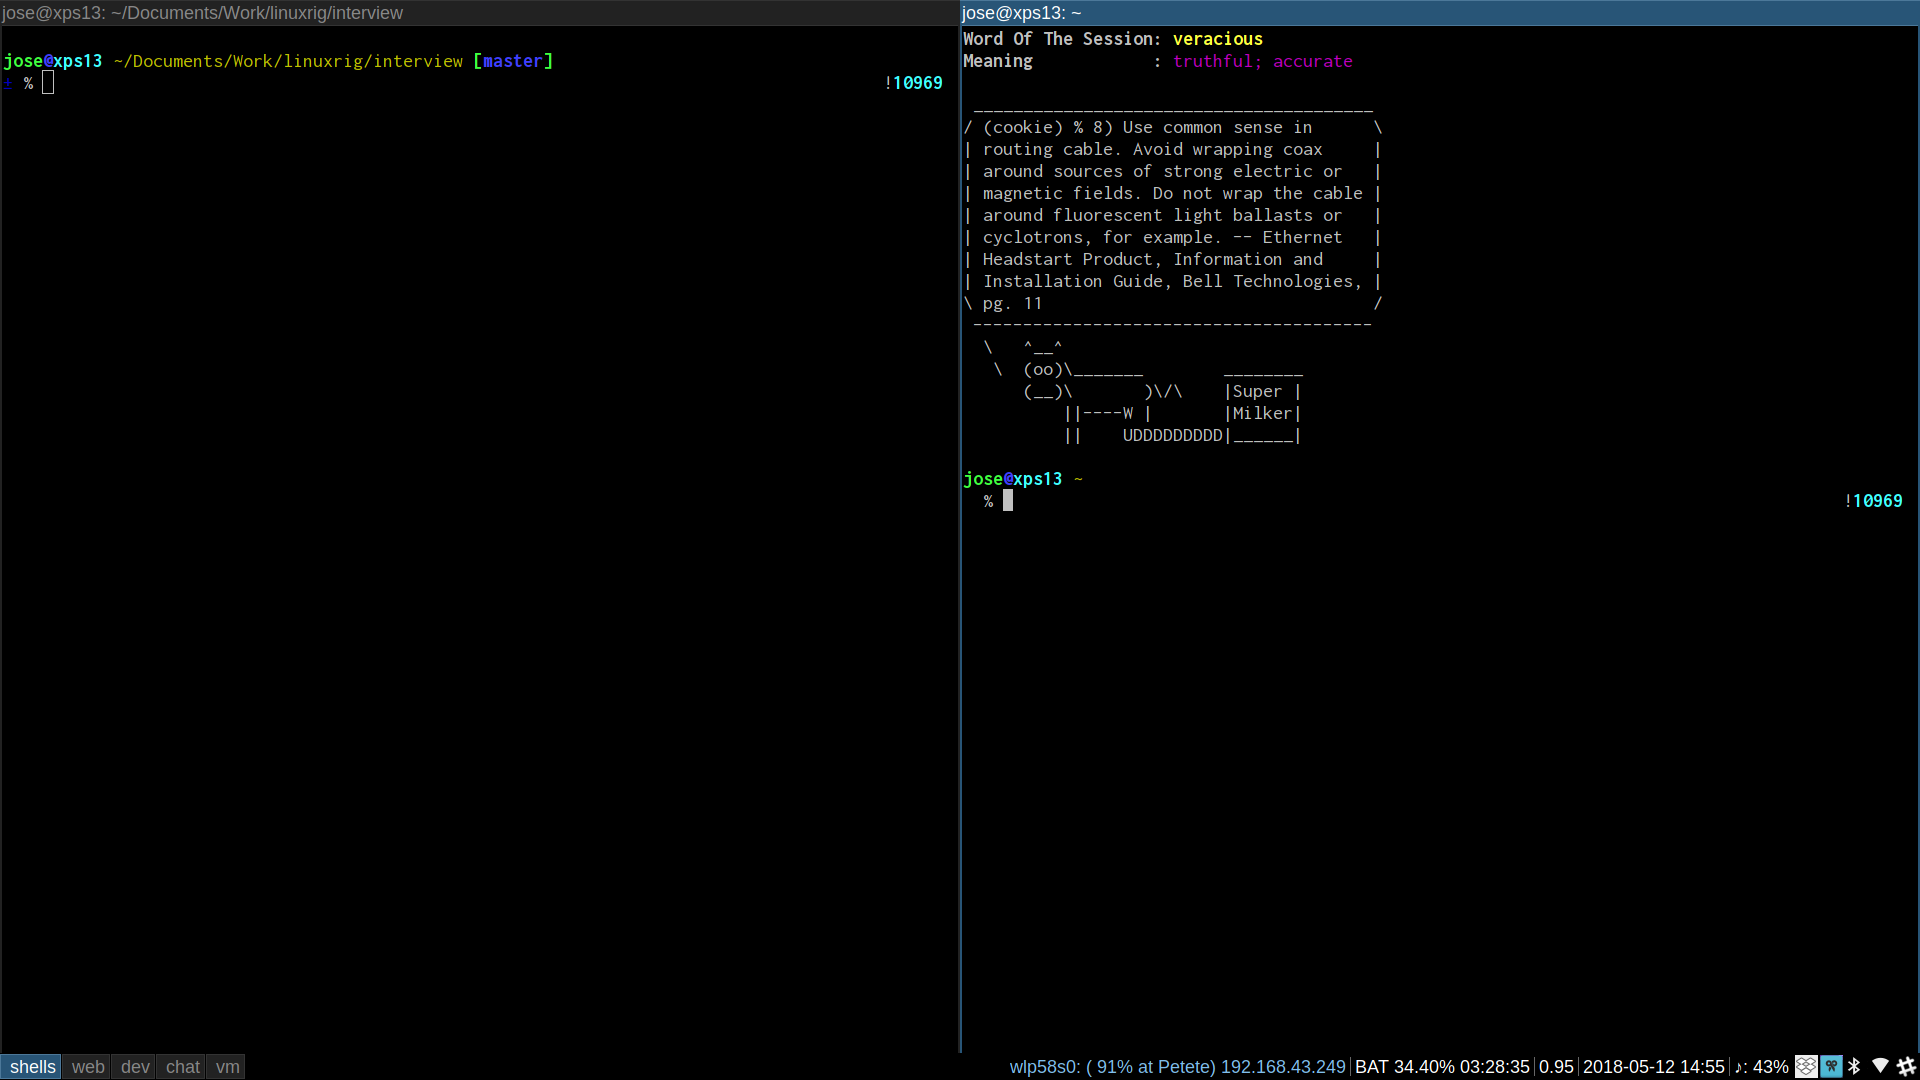 jose@xps13: ~/Documents/Work/linuxrig/interview
jose@xps13 ~/Documents/Work/linuxrig/interview [master]
± % !10969
jose@xps13: ~
Word Of The Session: veracious
Meaning            : truthful; accurate
 ________________________________________
/ (cookie) % 8) Use common sense in      \
| routing cable. Avoid wrapping coax     |
| around sources of strong electric or   |
| magnetic fields. Do not wrap the cable |
| around fluorescent light ballasts or   |
| cyclotrons, for example. -- Ethernet   |
| Headstart Product, Information and     |
| Installation Guide, Bell Technologies, |
\ pg. 11                                 /
 ----------------------------------------
  \   ^__^
   \  (oo)\_______        ________
      (__)\       )\/\    |Super |
          ||----W |       |Milker|
          ||    UDDDDDDDDDD|______|
jose@xps13 ~
  % !10969
shells web dev chat vm
wlp58s0: ( 91% at Petete) 192.168.43.249 BAT 34.40% 03:28:35 0.95 2018-05-12 14:55 ♪: 43%